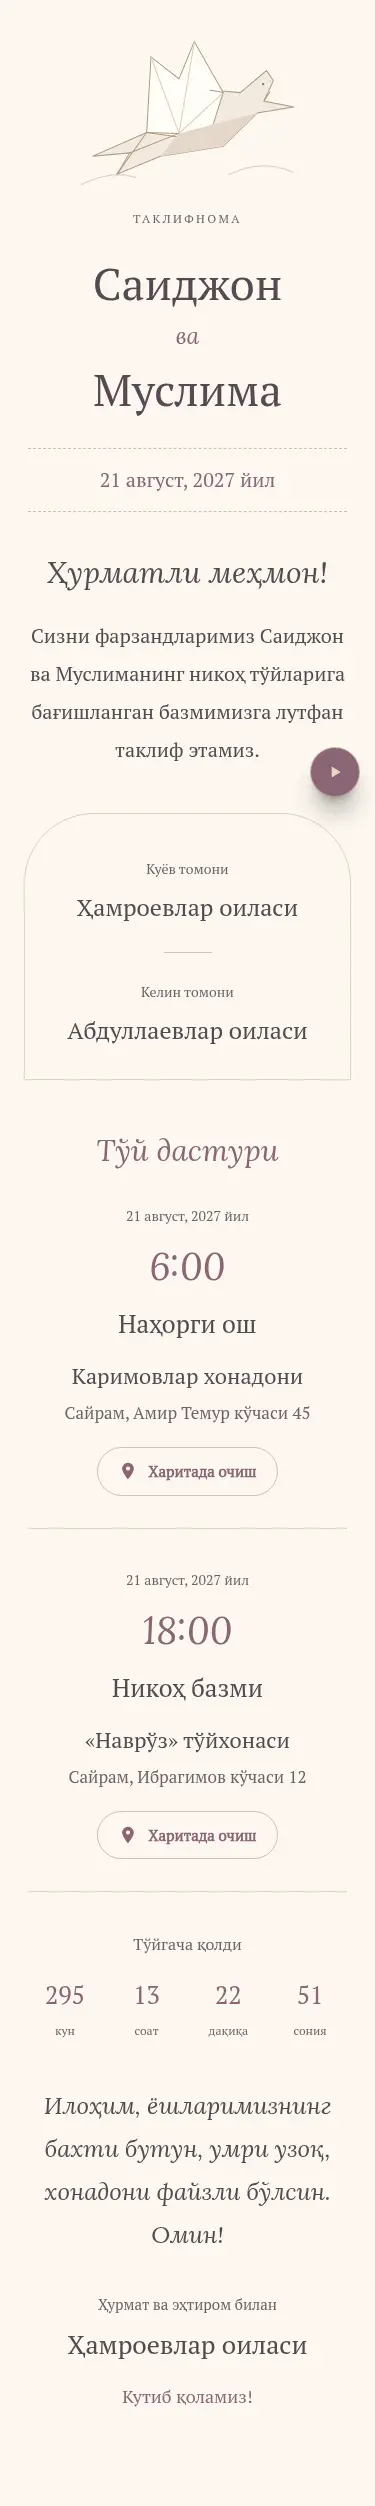 ТАКЛИФНОМА
Саиджон
ва
Муслима
21 август, 2027 йил
Ҳурматли меҳмон!
Сизни фарзандларимиз Саиджон
ва Муслиманинг никоҳ тўйларига
бағишланган базмимизга лутфан
таклиф этамиз.
Куёв томони
Ҳамроевлар оиласи
Келин томони
Абдуллаевлар оиласи
Тўй дастури
21 август, 2027 йил
6:00
Наҳорги ош
Каримовлар хонадони
Сайрам, Амир Темур кўчаси 45
Харитада очиш
21 август, 2027 йил
18:00
Никоҳ базми
«Наврўз» тўйхонаси
Сайрам, Ибрагимов кўчаси 12
Харитада очиш
Тўйгача қолди
295 13 22 51
кун соат дақиқа сония
Илоҳим, ёшларимизнинг
бахти бутун, умри узоқ,
хонадони файзли бўлсин.
Омин!
Ҳурмат ва эҳтиром билан
Ҳамроевлар оиласи
Кутиб қоламиз!